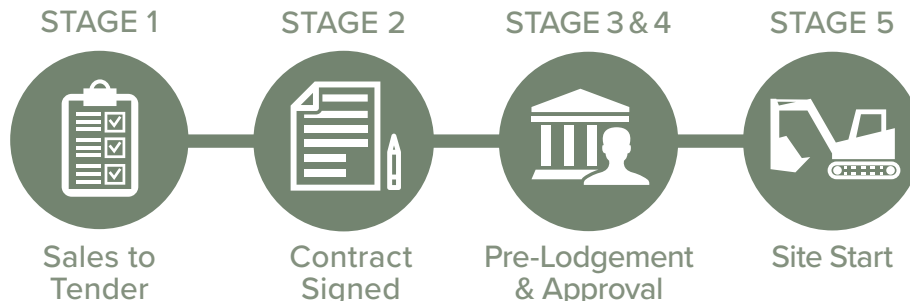 STAGE 1
STAGE 2
STAGE 3 & 4
STAGE 5
Sales to
Tender
Contract
Signed
Pre-Lodgement
& Approval
Site Start